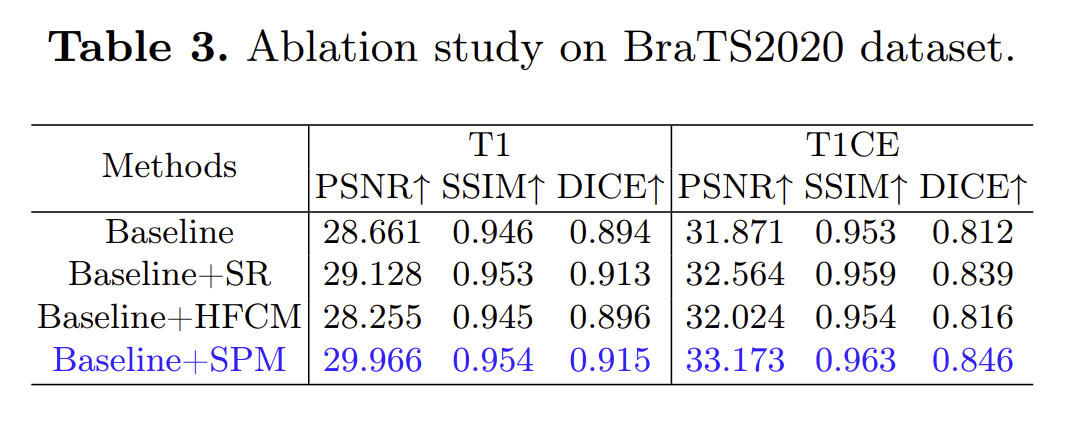 Table 3. Ablation study on BraTS2020 dataset.
Methods T1 T1CE
PSNR↑ SSIM↑ DICE↑ PSNR↑ SSIM↑ DICE↑
Baseline 28.661 0.946 0.894 31.871 0.953 0.812
Baseline+SR 29.128 0.953 0.913 32.564 0.959 0.839
Baseline+HFCM 28.255 0.945 0.896 32.024 0.954 0.816
Baseline+SPM 29.966 0.954 0.915 33.173 0.963 0.846